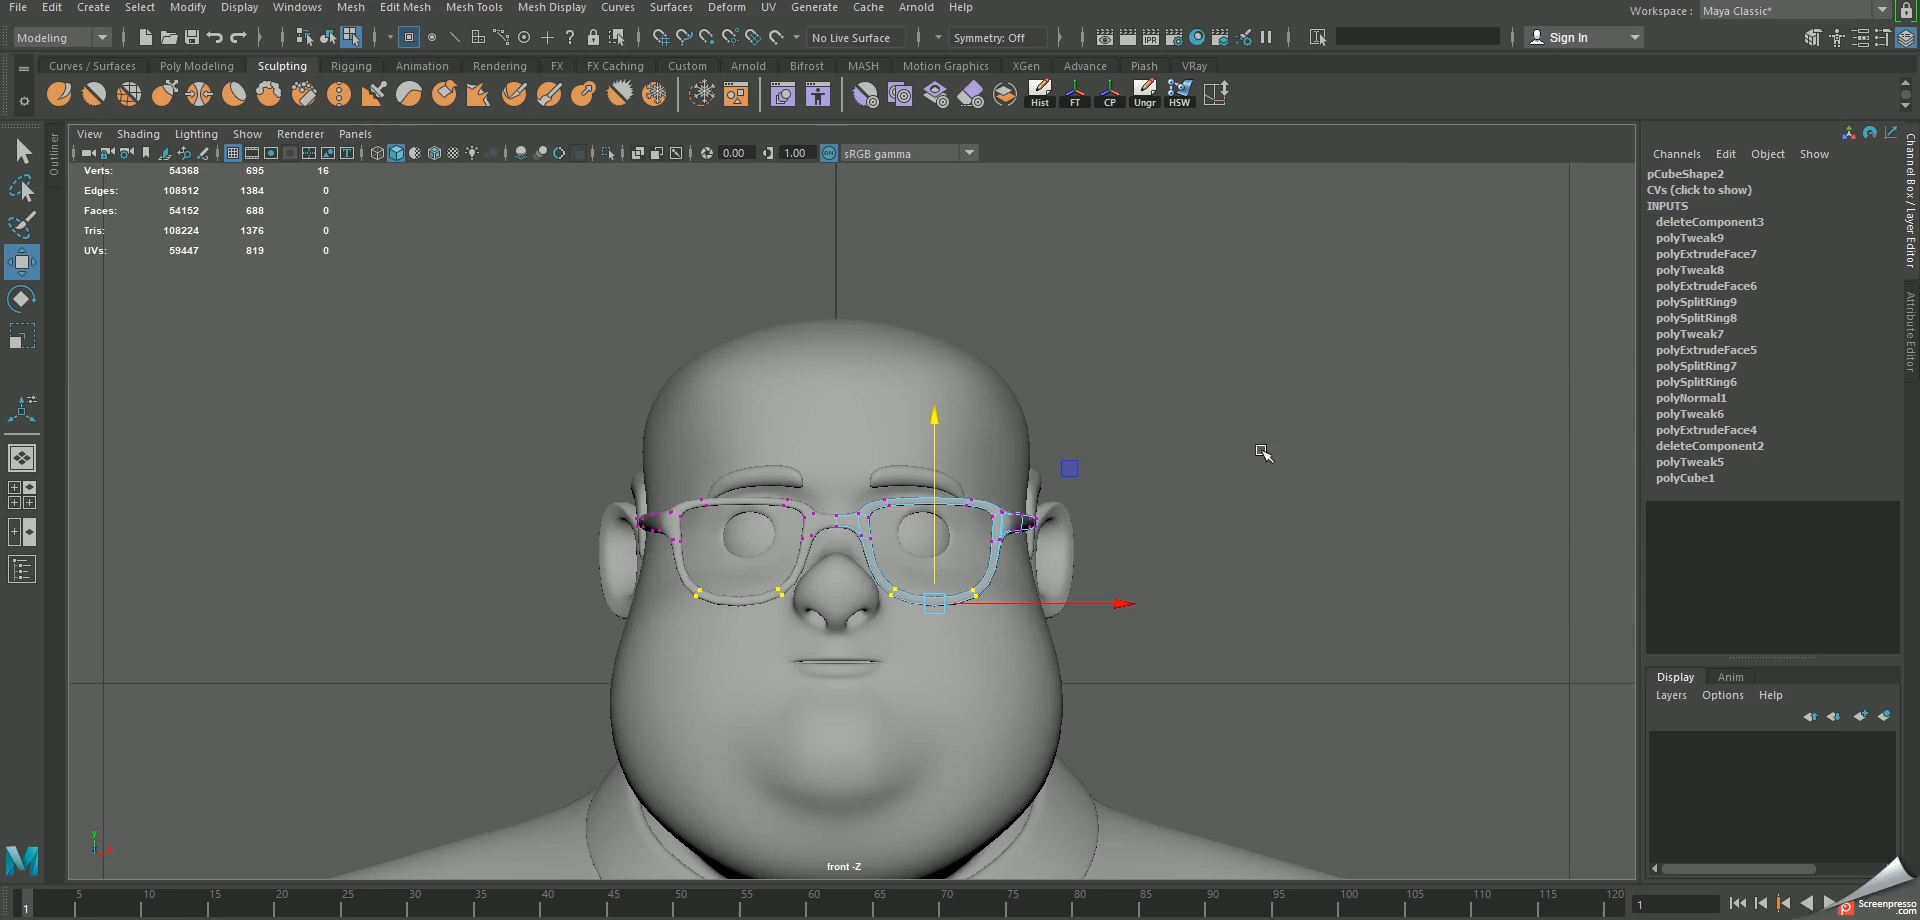 File Edit Create Select Modify Display Windows Mesh Edit Mesh Mesh Tools Mesh Display Curves Surfaces Deform UV Generate Cache Arnold Help
Workspace : Maya Classic*
Modeling No Live Surface Symmetry: Off Sign In
Curves / Surfaces Poly Modeling Sculpting Rigging Animation Rendering FX FX Caching Custom Arnold Bifrost MASH Motion Graphics XGen Advance Piash VRay
Hist FT CP Ungr HSW
View Shading Lighting Show Renderer Panels
0.00 1.00 ON sRGB gamma
Outliner
Verts: 54368 695 16
Edges: 108512 1384 0
Faces: 54152 688 0
Tris: 108224 1376 0
UVs: 59447 819 0
Channels Edit Object Show
pCubeShape2
CVs (click to show)
INPUTS
deleteComponent3
polyTweak9
polyExtrudeFace7
polyTweak8
polyExtrudeFace6
polySplitRing9
polySplitRing8
polyTweak7
polyExtrudeFace5
polySplitRing7
polySplitRing6
polyNormal1
polyTweak6
polyExtrudeFace4
deleteComponent2
polyTweak5
polyCube1
Channel Box / Layer Editor
Attribute Editor
Display Anim
Layers Options Help
y
front -Z
1 5 10 15 20 25 30 35 40 45 50 55 60 65 70 75 80 85 90 95 100 105 110 115 120
1
Screenpresso
.com